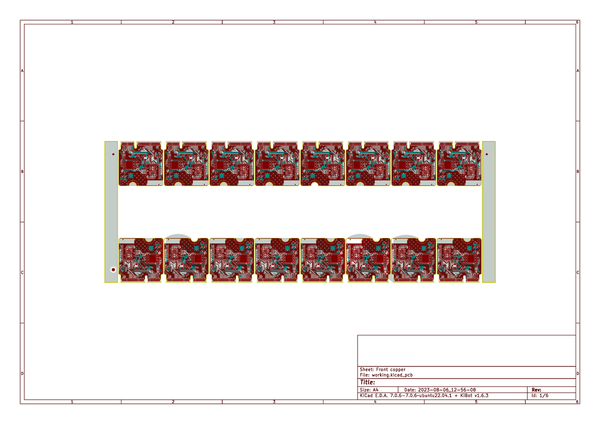 1 2 3 4 5 6
A A
B B
C C
D D
Sheet: Front copper
File: working.kicad_pcb
Title:
Size: A4 Date: 2023-08-06_12-56-08 Rev:
KiCad E.D.A. 7.0.6-7.0.6~ubuntu22.04.1 + KiBot v1.6.3 Id: 1/6
1 2 3 4 5 6